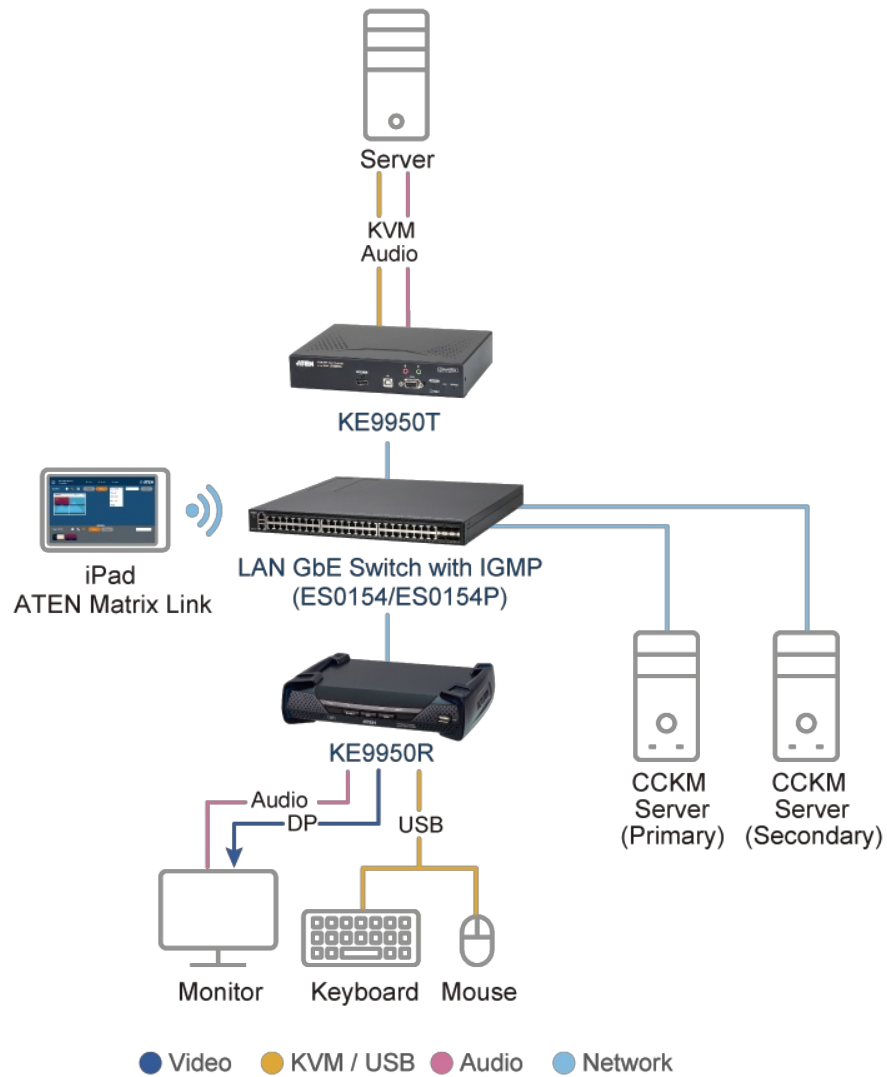 Server
KVM
Audio
ATEN
KE9950T
iPad
ATEN Matrix Link
LAN GbE Switch with IGMP
(ES0154/ES0154P)
KE9950R
Audio
DP
USB
CCKM
Server
(Primary)
CCKM
Server
(Secondary)
Monitor
Keyboard
Mouse
Video
KVM / USB
Audio
Network